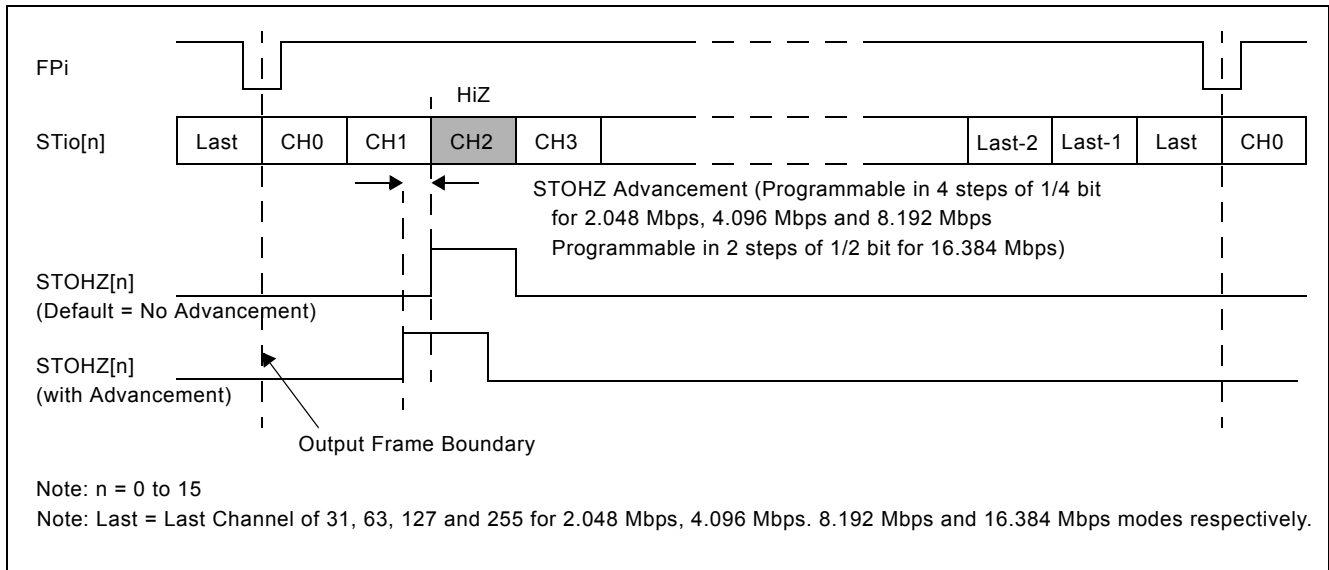 FPi
HiZ
STio[n]
Last
CH0
CH1
CH2
CH3
Last-2
Last-1
Last
CH0
STOHZ Advancement (Programmable in 4 steps of 1/4 bit
for 2.048 Mbps, 4.096 Mbps and 8.192 Mbps
Programmable in 2 steps of 1/2 bit for 16.384 Mbps)
STOHZ[n]
(Default = No Advancement)
STOHZ[n]
(with Advancement)
Output Frame Boundary
Note: n = 0 to 15
Note: Last = Last Channel of 31, 63, 127 and 255 for 2.048 Mbps, 4.096 Mbps. 8.192 Mbps and 16.384 Mbps modes respectively.